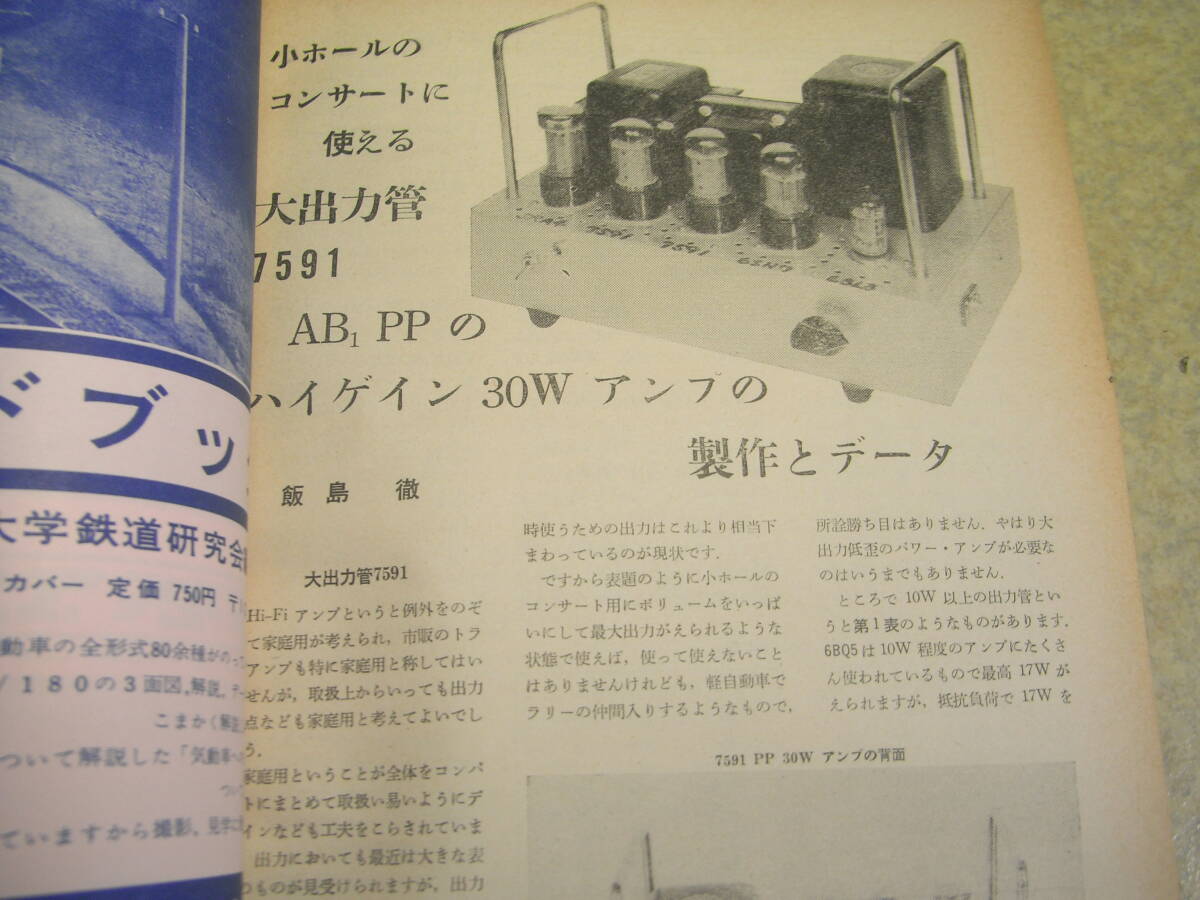 小ホールの
コンサートに
使える
大出力管
7591
AB₁ PP の
ハイゲイン 30W アンプの
製作とデータ
飯島 徹
7591
7591
大出力管7591
Hi-Fi アンプというと例外をのぞ
て家庭用が考えられ，市販のトラ
アンプも特に家庭用と称してはい
せんが，取扱上からいっても出力
点なども家庭用と考えてよいでし
う．
家庭用ということが全体をコンパ
トにまとめて取扱い易いようにデ
インなども工夫をこらされていま
出力においても最近は大きな表
ものが見受けられますが，出力
時使うための出力はこれより相当下
まわっているのが現状です．
ですから表題のように小ホールの
コンサート用にボリュームをいっぱ
いにして最大出力がえられるような
状態で使えば，使って使えないこと
はありませんけれども，軽自動車で
ラリーの仲間入りするようなもので，
所詮勝ち目はありません．やはり大
出力低歪のパワー・アンプが必要な
のはいうまでもありません．
ところで 10W 以上の出力管とい
うと第1表のようなものがあります．
6BQ5 は 10W 程度のアンプにたくさ
ん使われているもので最高 17W が
えられますが，抵抗負荷で 17W を
7591 PP 30W アンプの背面
ドブッ
大学鉄道研究会
カバー 定価 750円
動車の全形式80余種がのって
/180の3面図，解説，デー
こまかく解説
ついて解説した「気動車へ
ていますから撮影，見学に